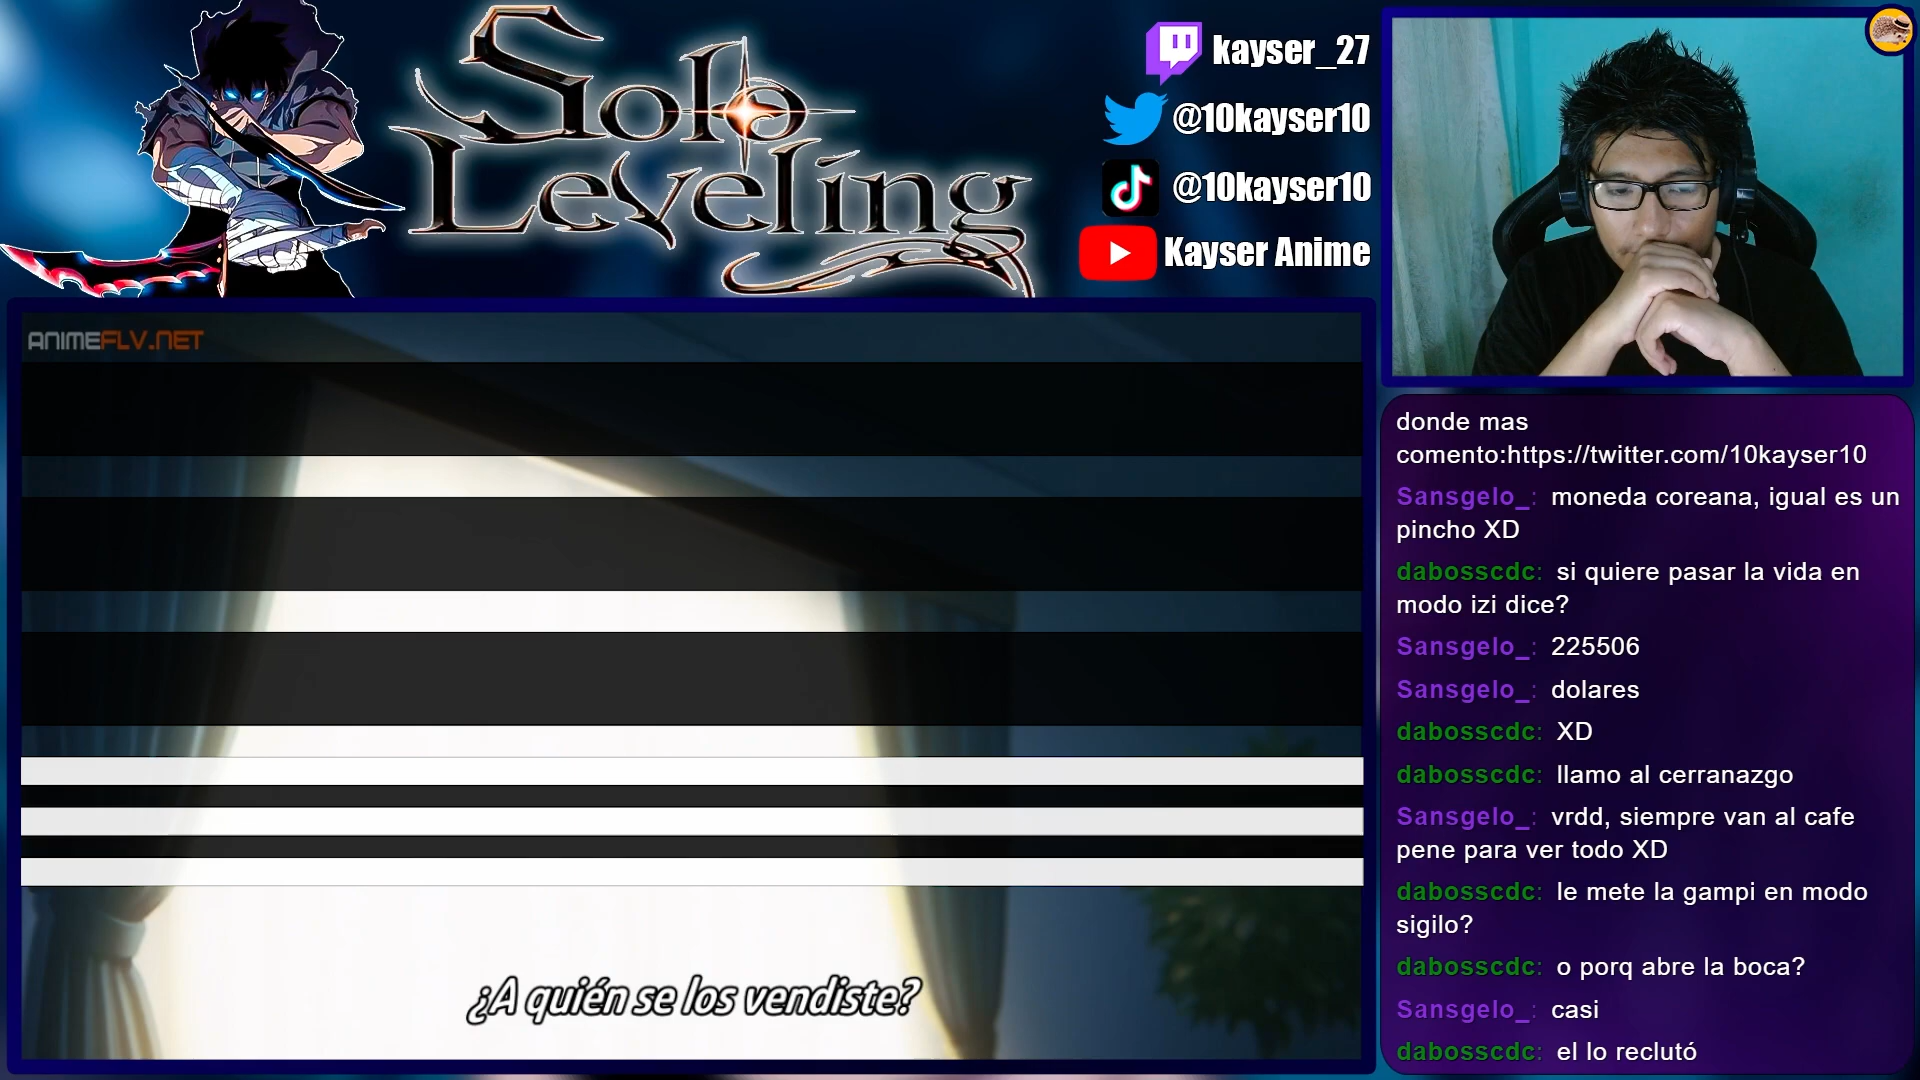 Solo
Leveling
kayser_27
@10kayser10
@10kayser10
Kayser Anime
ANIMEFLV.NET
¿A quién se los vendiste?
donde mas
comento:https://twitter.com/10kayser10
Sansgelo_: moneda coreana, igual es un
pincho XD
dabosscdc: si quiere pasar la vida en
modo izi dice?
Sansgelo_: 225506
Sansgelo_: dolares
dabosscdc: XD
dabosscdc: llamo al cerranazgo
Sansgelo_: vrdd, siempre van al cafe
pene para ver todo XD
dabosscdc: le mete la gampi en modo
sigilo?
dabosscdc: o porq abre la boca?
Sansgelo_: casi
dabosscdc: el lo reclutó